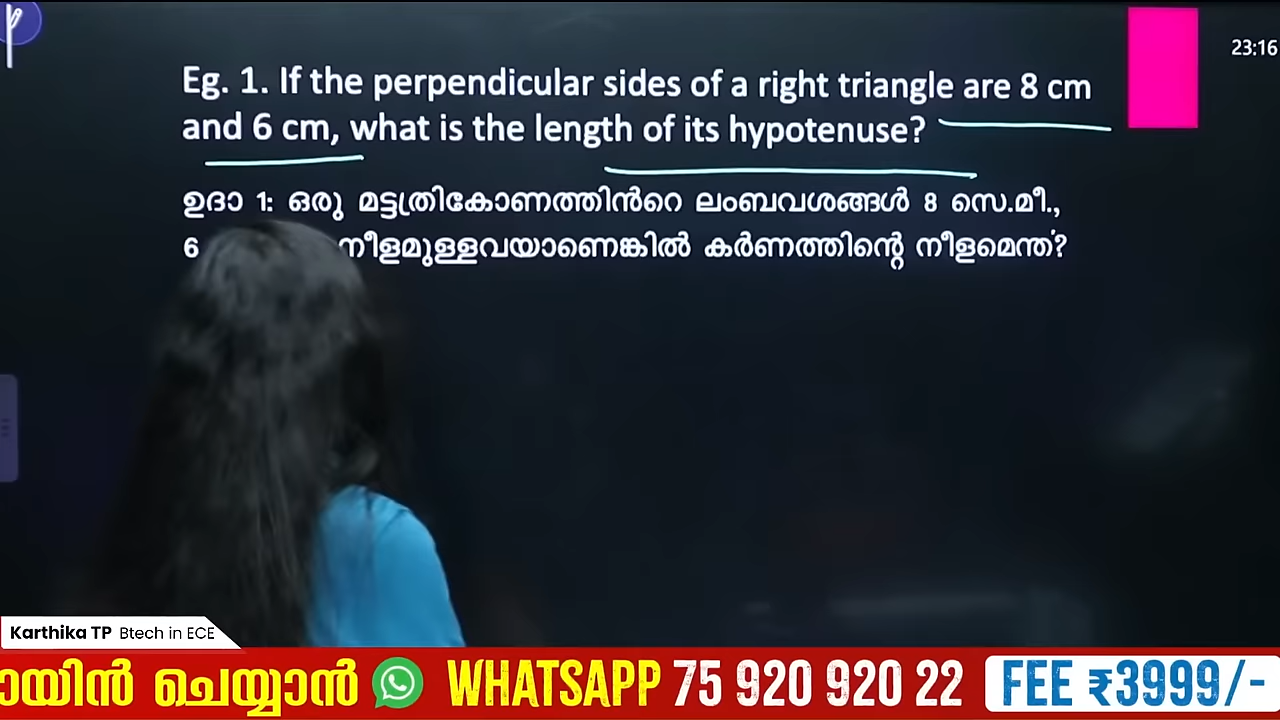 23:16
Eg. 1. If the perpendicular sides of a right triangle are 8 cm
and 6 cm, what is the length of its hypotenuse?
ഉദാ 1: ഒരു മട്ടത്രികോണത്തിൻറെ ലംബവശങ്ങൾ 8 സെ.മീ.,
6 നീളമുള്ളവയാണെങ്കിൽ കർണത്തിന്റെ നീളമെന്ത്?
Karthika TP Btech in ECE
ചെയ്യാൻ WHATSAPP 75 920 920 22 FEE ₹3999/-